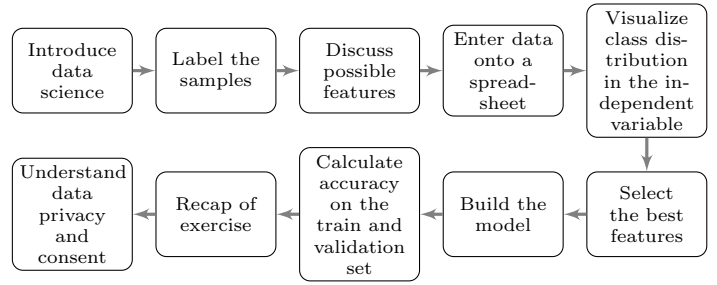 Introduce
data
science
Label the
samples
Discuss
possible
features
Enter data
onto a
spread-
sheet
Visualize
class dis-
tribution
in the in-
dependent
variable
Understand
data
privacy
and
consent
Recap of
exercise
Calculate
accuracy
on the
train and
validation
set
Build the
model
Select
the best
features